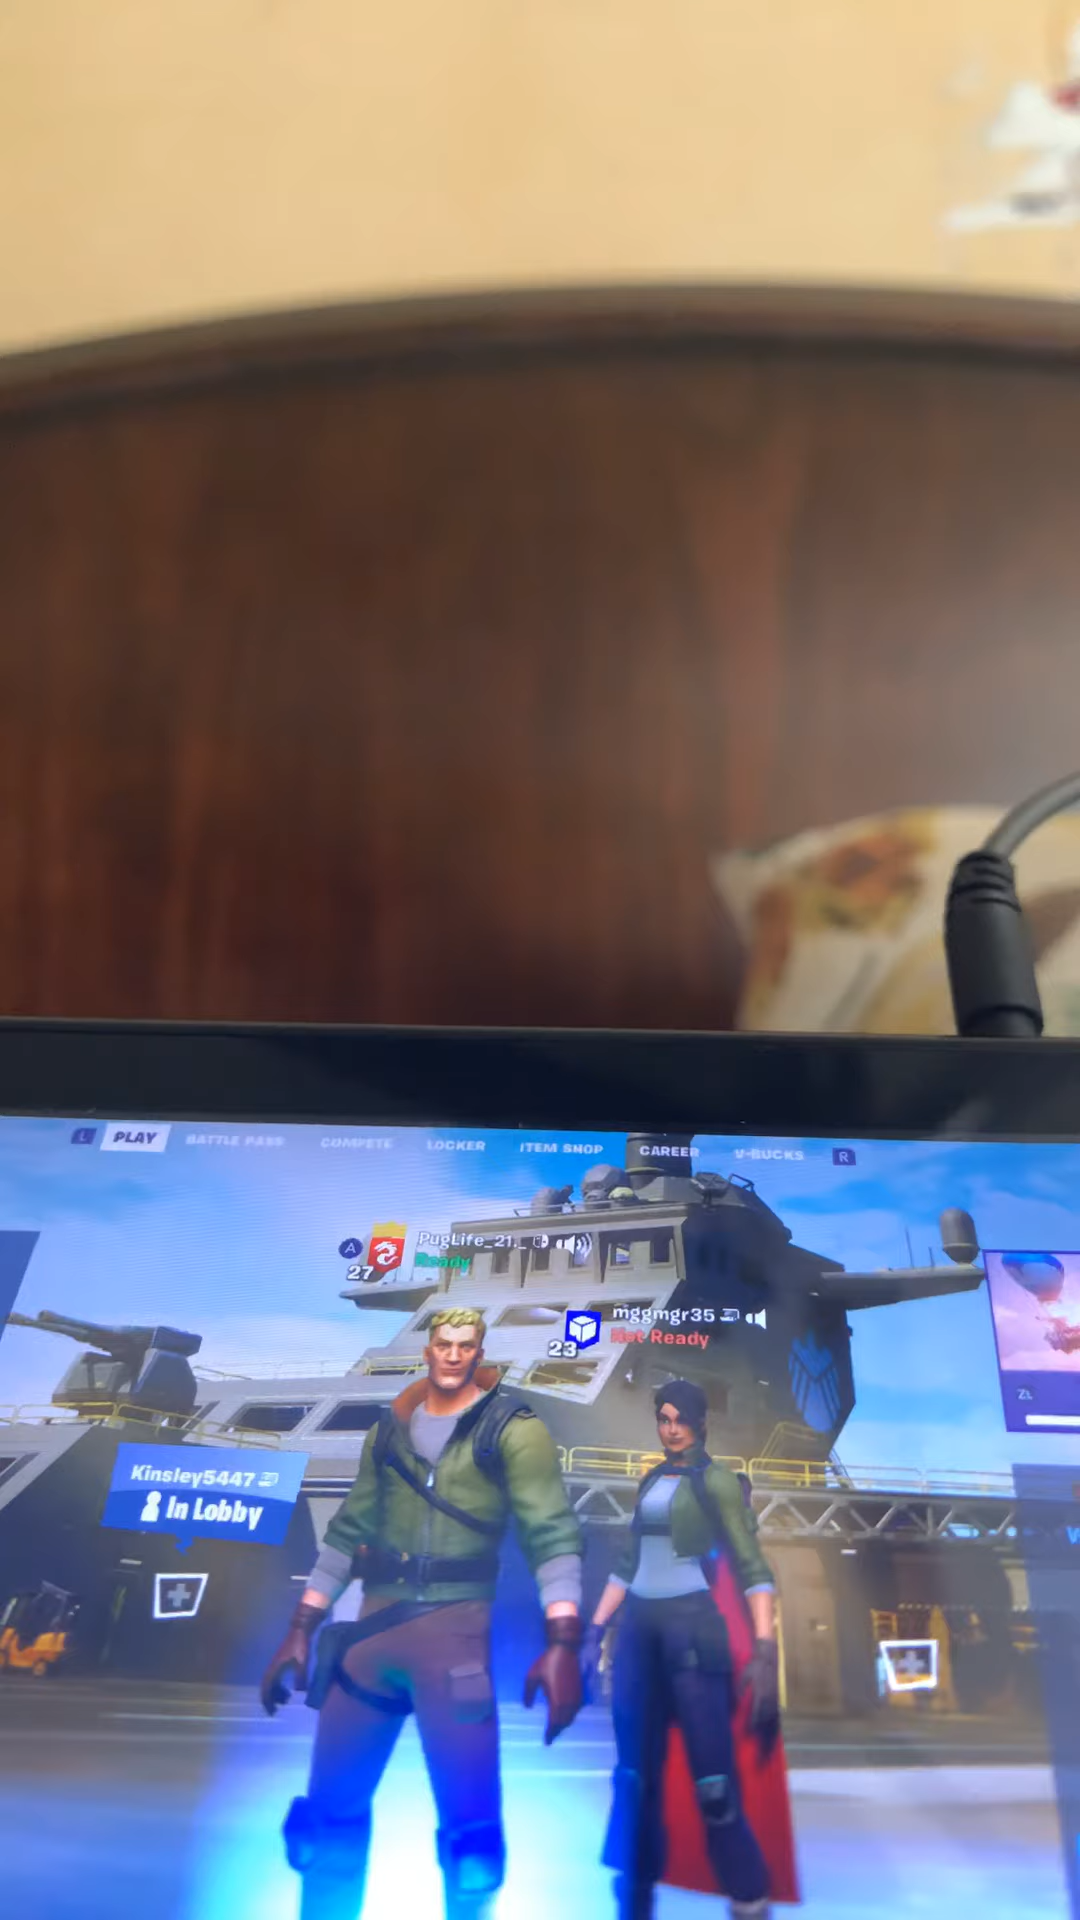 L PLAY BATTLE PASS COMPETE LOCKER ITEM SHOP CAREER V-BUCKS R
A PugLife_21._
27 Ready
mggmgr35
23 Not Ready
Kinsley5447
In Lobby